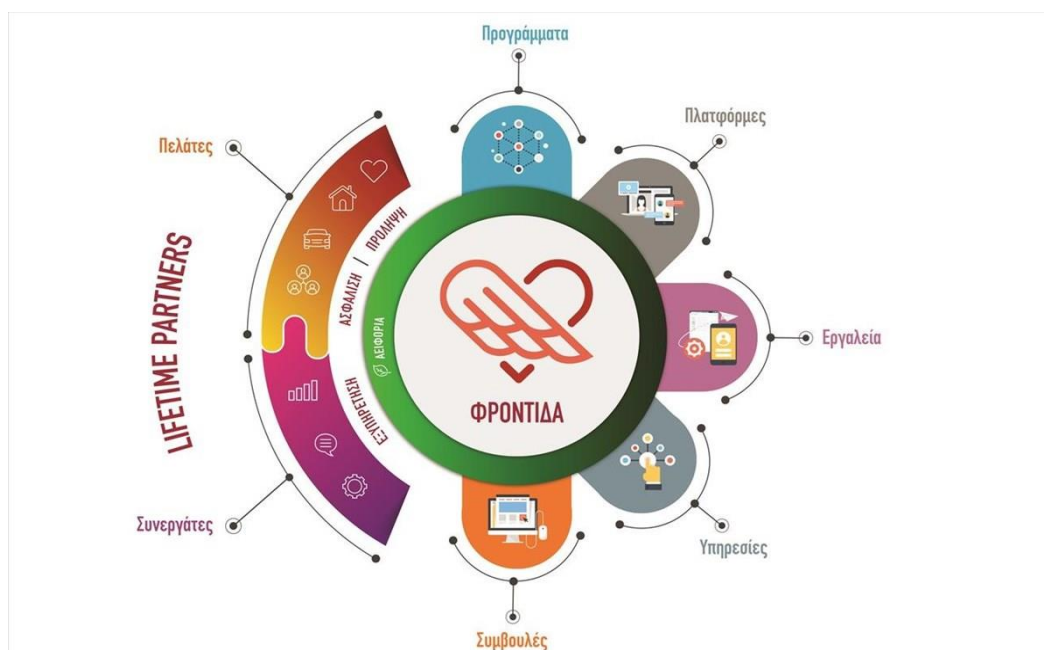 Προγράμματα
Πλατφόρμες
Πελάτες
LIFETIME PARTNERS
ΠΡΟΛΗΨΗ
|
ΑΣΦΑΛΙΣΗ
ΕΞΥΠΗΡΕΤΗΣΗ
ΑΕΙΦΟΡΙΑ
ΦΡΟΝΤΙΔΑ
Εργαλεία
Συνεργάτες
Υπηρεσίες
Συμβουλές